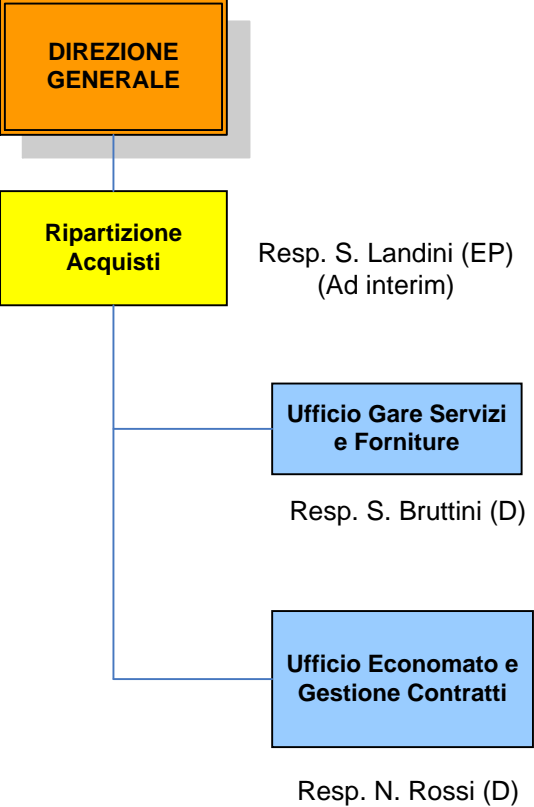 DIREZIONE
GENERALE
Ripartizione
Acquisti
Resp. S. Landini (EP)
(Ad interim)
Ufficio Gare Servizi
e Forniture
Resp. S. Bruttini (D)
Ufficio Economato e
Gestione Contratti
Resp. N. Rossi (D)